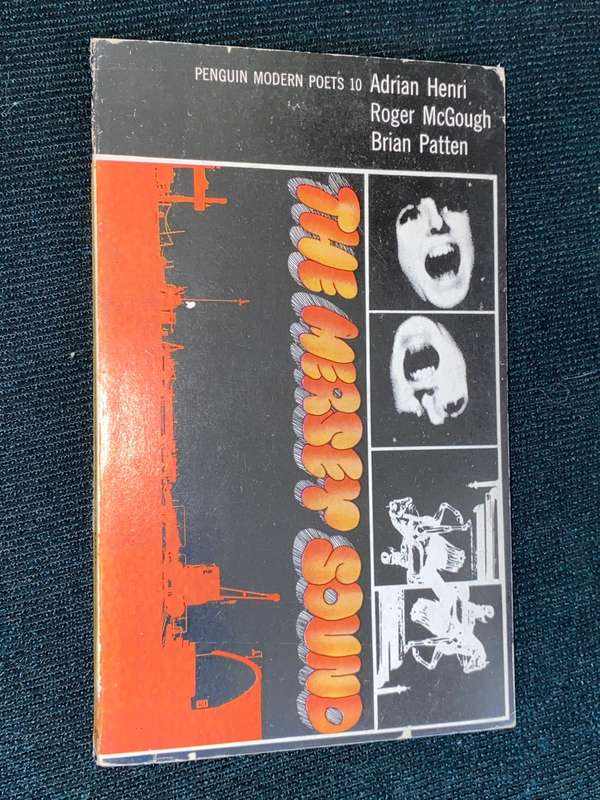 PENGUIN MODERN POETS 10 Adrian Henri
Roger McGough
Brian Patten
THE MERSEY SOUND